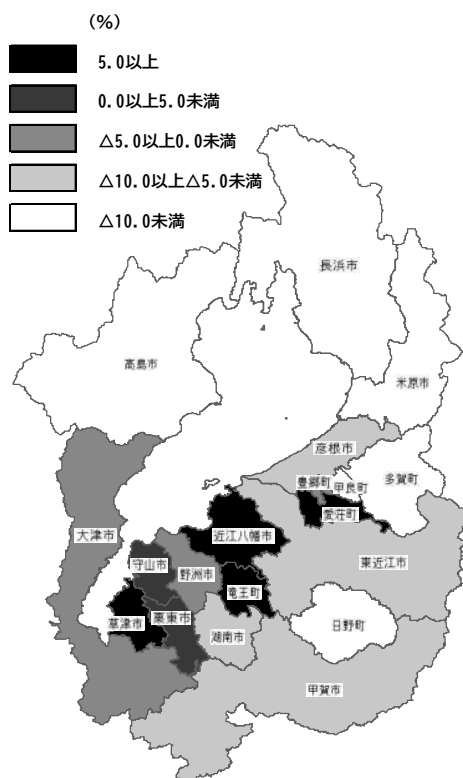 (%)
5.0以上
0.0以上5.0未満
△5.0以上0.0未満
△10.0以上△5.0未満
△10.0未満
長浜市
高島市
米原市
彦根市
豊郷町
甲良町
多賀町
愛荘町
大津市
近江八幡市
東近江市
守山市
野洲市
竜王町
草津市
栗東市
湖南市
日野町
甲賀市